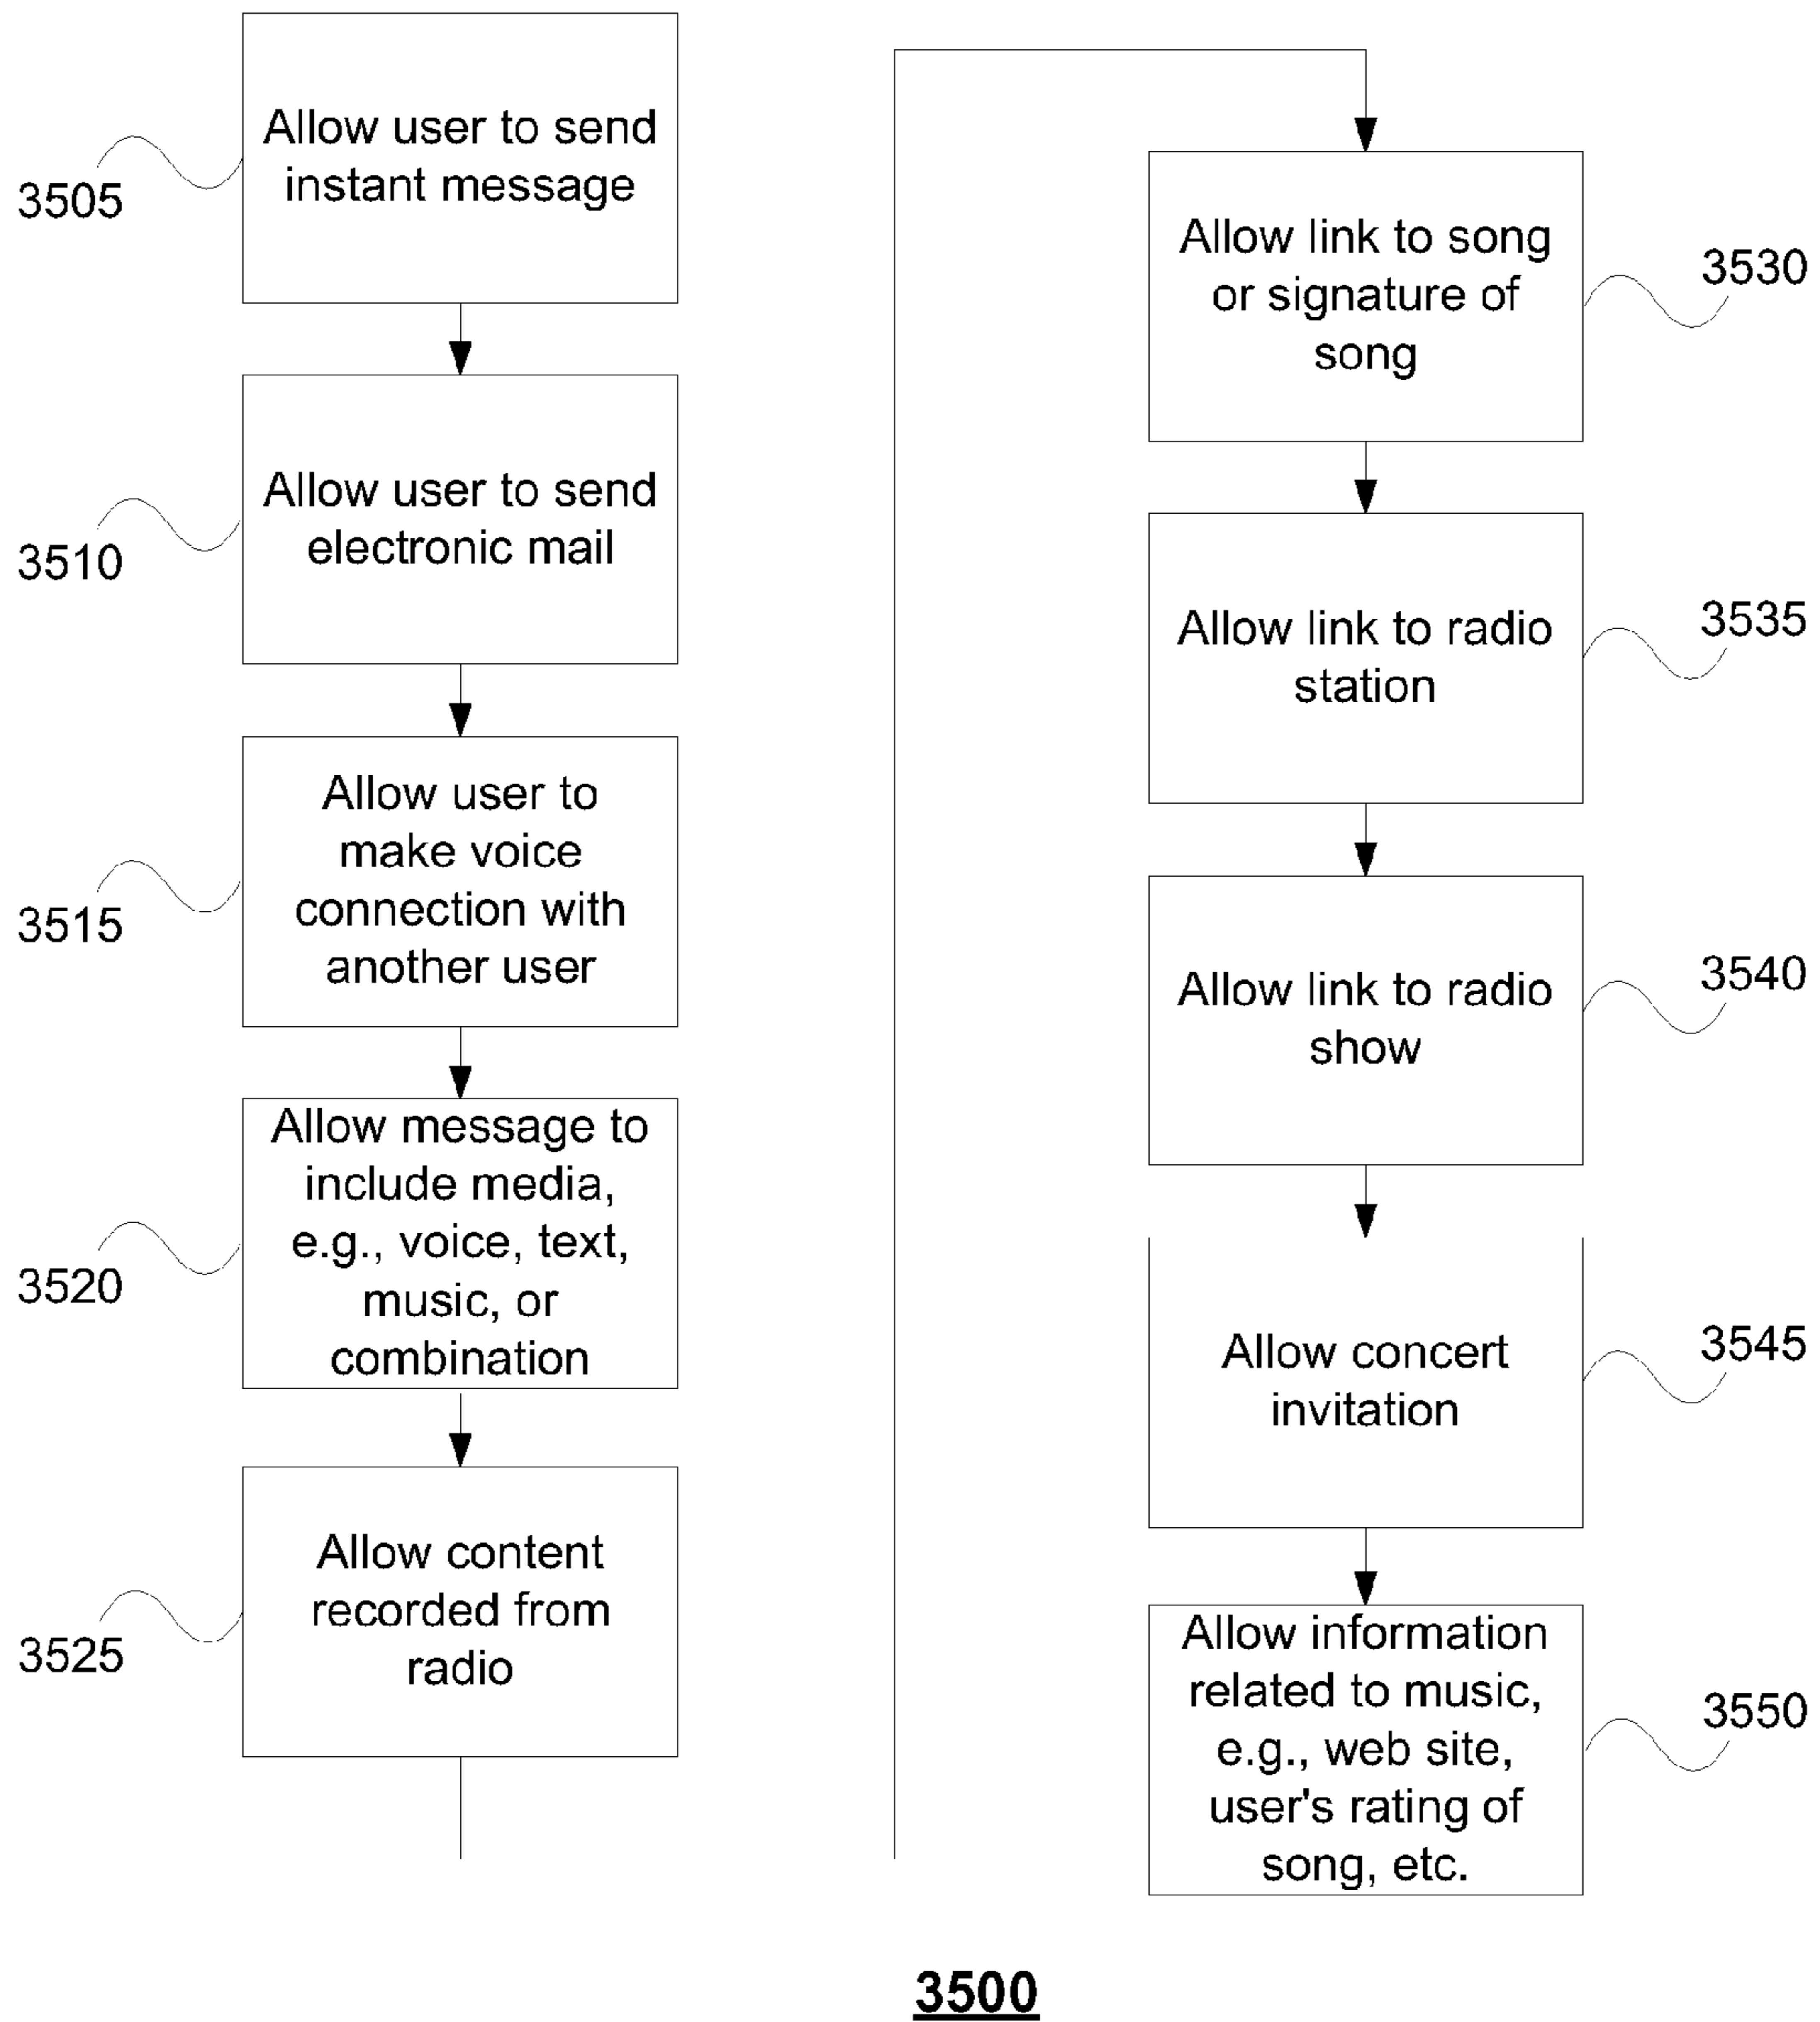 Allow user to send
instant message
3505
Allow user to send
electronic mail
3510
Allow user to
make voice
connection with
another user
3515
Allow message to
include media,
e.g., voice, text,
music, or
combination
3520
Allow content
recorded from
radio
3525
Allow link to song
or signature of
song
3530
Allow link to radio
station
3535
Allow link to radio
show
3540
Allow concert
invitation
3545
Allow information
related to music,
e.g., web site,
user's rating of
song, etc.
3550
3500